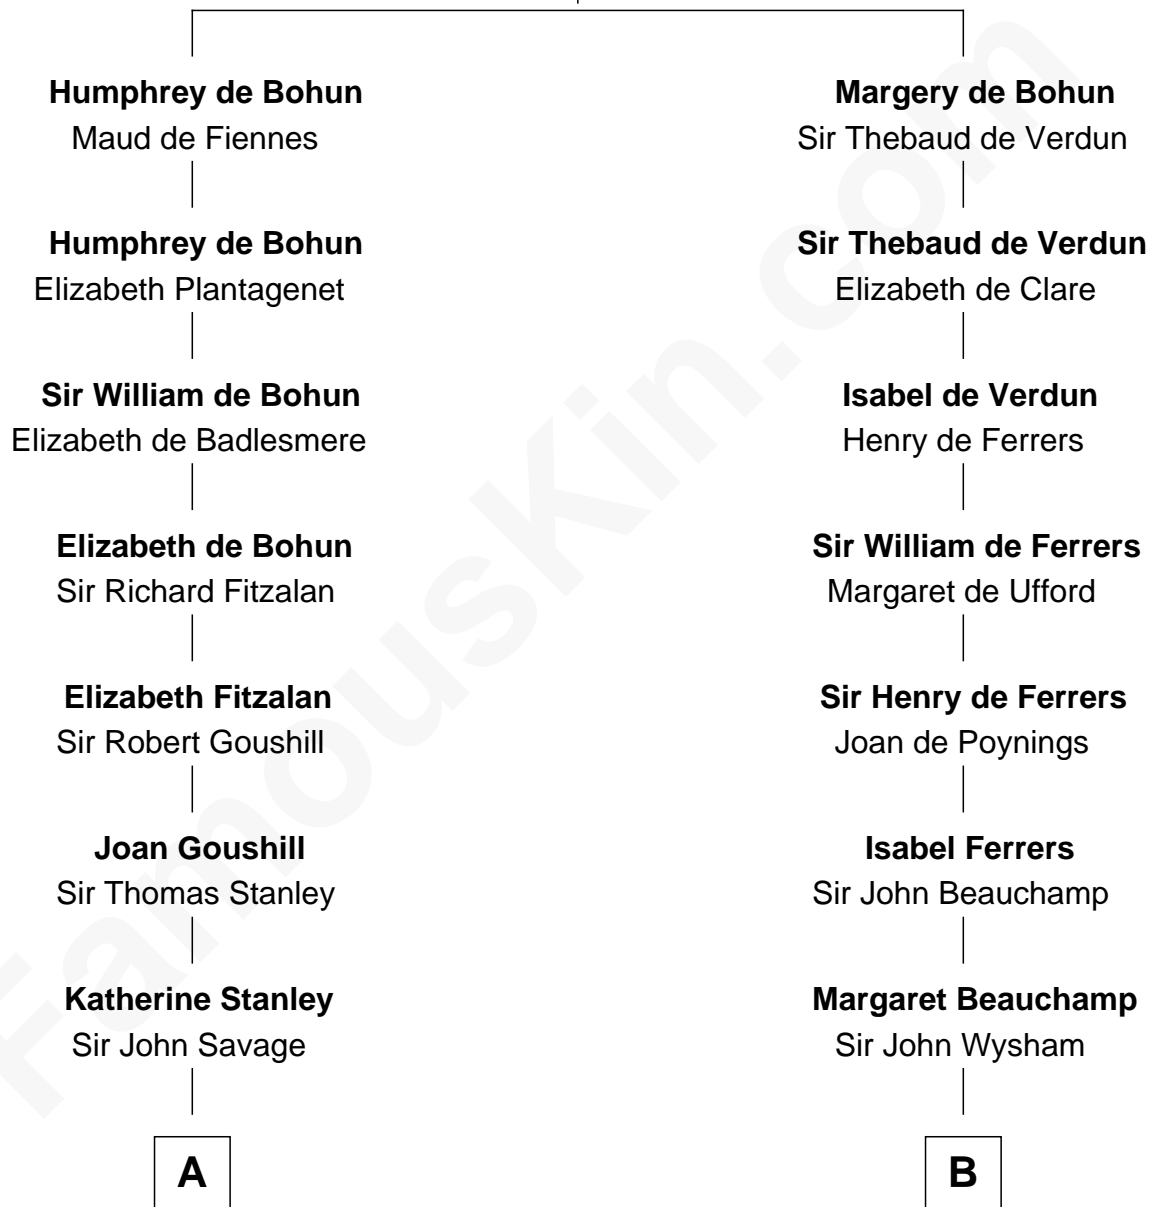 Humphrey de Bohun
Maud de Fiennes
Humphrey de Bohun
Elizabeth Plantagenet
Sir William de Bohun
Elizabeth de Badlesmere
Elizabeth de Bohun
Sir Richard Fitzalan
Elizabeth Fitzalan
Sir Robert Goushill
Joan Goushill
Sir Thomas Stanley
Katherine Stanley
Sir John Savage
A
Margery de Bohun
Sir Thebaud de Verdun
Sir Thebaud de Verdun
Elizabeth de Clare
Isabel de Verdun
Henry de Ferrers
Sir William de Ferrers
Margaret de Ufford
Sir Henry de Ferrers
Joan de Poynings
Isabel Ferrers
Sir John Beauchamp
Margaret Beauchamp
Sir John Wysham
B
FamousKin.com